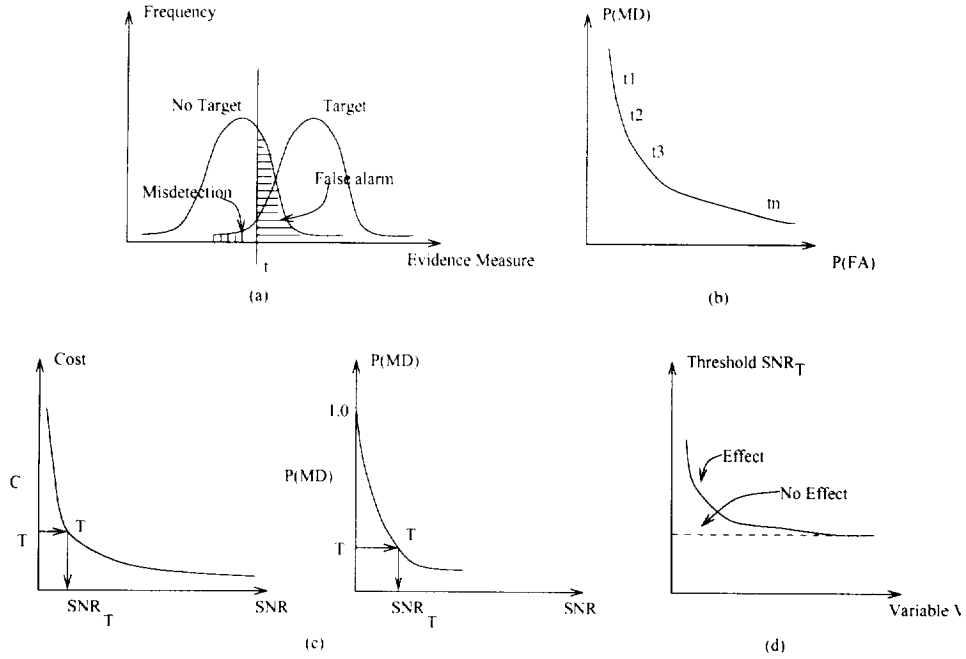 Frequency
No Target
Target
Misdetection
False alarm
t
Evidence Measure
(a)
P(MD)
t1
t2
t3
tn
P(FA)
(b)
Cost
C
T
T
SNR
T
SNR
P(MD)
1.0
P(MD)
T
T
SNR
T
SNR
(c)
Threshold SNR
T
Effect
No Effect
Variable V
(d)